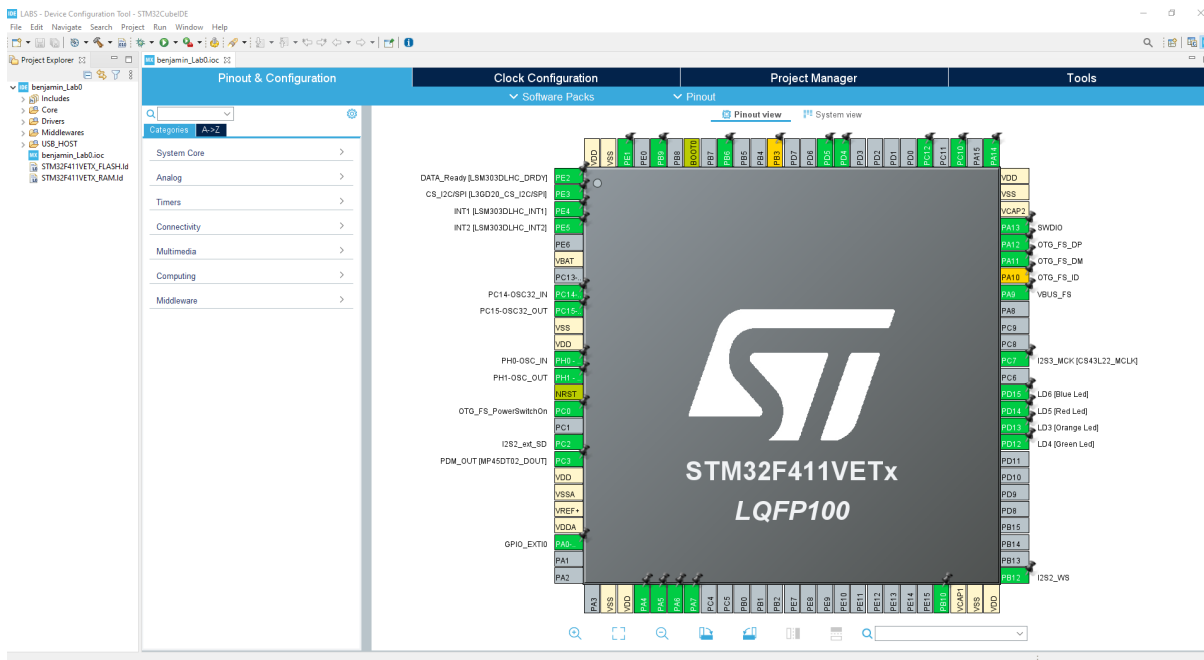 LABS - Device Configuration Tool - STM32CubeIDE
File Edit Navigate Search Project Run Window Help
Project Explorer
benjamin_Lab0
Includes
Core
Drivers
Middlewares
USB_HOST
benjamin_Lab0.ioc
STM32F411VETX_FLASH.ld
STM32F411VETX_RAM.ld
benjamin_Lab0.ioc
Pinout & Configuration
Clock Configuration
Project Manager
Tools
Software Packs
Pinout
Categories A->Z
System Core
Analog
Timers
Connectivity
Multimedia
Computing
Middleware
Pinout view
System view
VDD
VSS
PE1
PE0
PB9
PB8
BOOT0
PB7
PB6
PB5
PB4
PB3
PD7
PD6
PD5
PD4
PD3
PD2
PD1
PD0
PC12
PC11
PC10
PA15
PA14
DATA_Ready [LSM303DLHC_DRDY] PE2
CS_I2C/SPI [L3GD20_CS_I2C/SPI] PE3
INT1 [LSM303DLHC_INT1] PE4
INT2 [LSM303DLHC_INT2] PE5
PE6
VBAT
PC13-..
PC14-OSC32_IN PC14-..
PC15-OSC32_OUT PC15-..
VSS
VDD
PH0-OSC_IN PH0-..
PH1-OSC_OUT PH1-..
NRST
OTG_FS_PowerSwitchOn PC0
PC1
I2S2_ext_SD PC2
PDM_OUT [MP45DT02_DOUT] PC3
VDD
VSSA
VREF+
VDDA
GPIO_EXTI0 PA0-..
PA1
PA2
ST
STM32F411VETx
LQFP100
VDD
VSS
VCAP2
PA13 SWDIO
PA12 OTG_FS_DP
PA11 OTG_FS_DM
PA10 OTG_FS_ID
PA9 VBUS_FS
PA8
PC9
PC8
PC7 I2S3_MCK [CS43L22_MCLK]
PC6
PD15 LD6 [Blue Led]
PD14 LD5 [Red Led]
PD13 LD3 [Orange Led]
PD12 LD4 [Green Led]
PD11
PD10
PD9
PD8
PB15
PB14
PB13
PB12 I2S2_WS
PA3
VSS
VDD
PA4
PA5
PA6
PA7
PC4
PC5
PB0
PB1
PB2
PE7
PE8
PE9
PE10
PE11
PE12
PE13
PE14
PE15
PB10
VCAP1
VSS
VDD